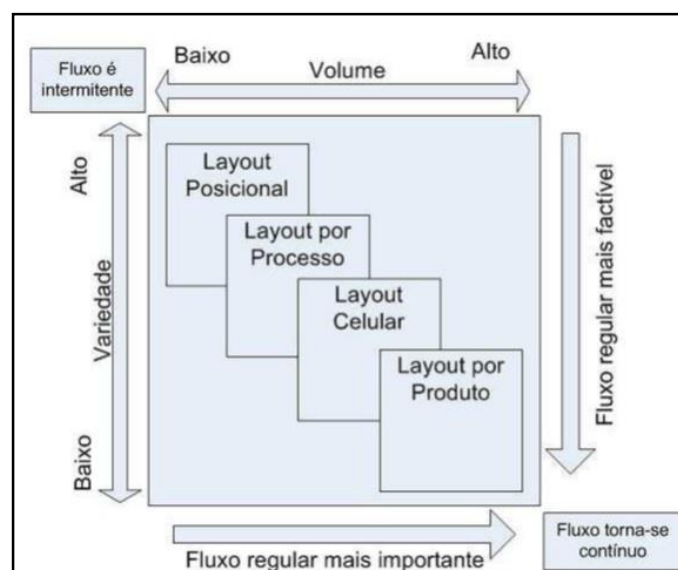 Fluxo é
intermitente
Baixo
Alto
Volume
Alto
Variedade
Baixo
Layout
Posicional
Layout por
Processo
Layout
Celular
Layout por
Produto
Fluxo regular mais factível
Fluxo regular mais importante
Fluxo torna-se
contínuo